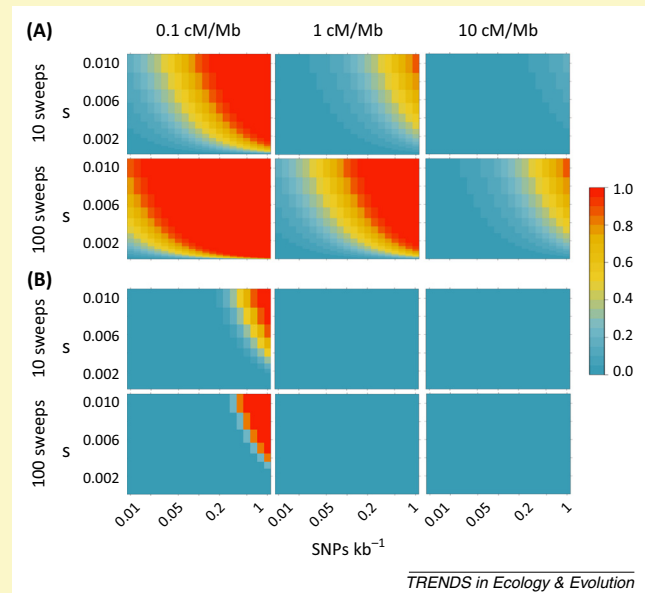 (A)
0.1 cM/Mb 1 cM/Mb 10 cM/Mb
10 sweeps
s
0.010
0.006
0.002
100 sweeps
s
0.010
0.006
0.002
1.0
0.8
0.6
0.4
0.2
0.0
(B)
10 sweeps
s
0.010
0.006
0.002
100 sweeps
s
0.010
0.006
0.002
0.01 0.05 0.2 1 0.01 0.05 0.2 1 0.01 0.05 0.2 1
SNPs kb⁻¹
TRENDS in Ecology & Evolution